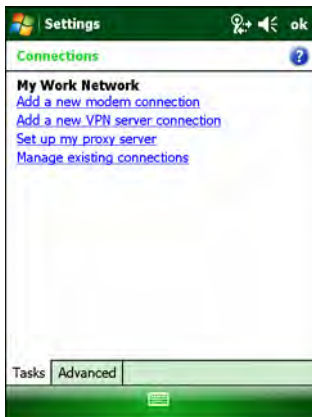 Settings ok
Connections ?
My Work Network
Add a new modem connection
Add a new VPN server connection
Set up my proxy server
Manage existing connections
Tasks Advanced